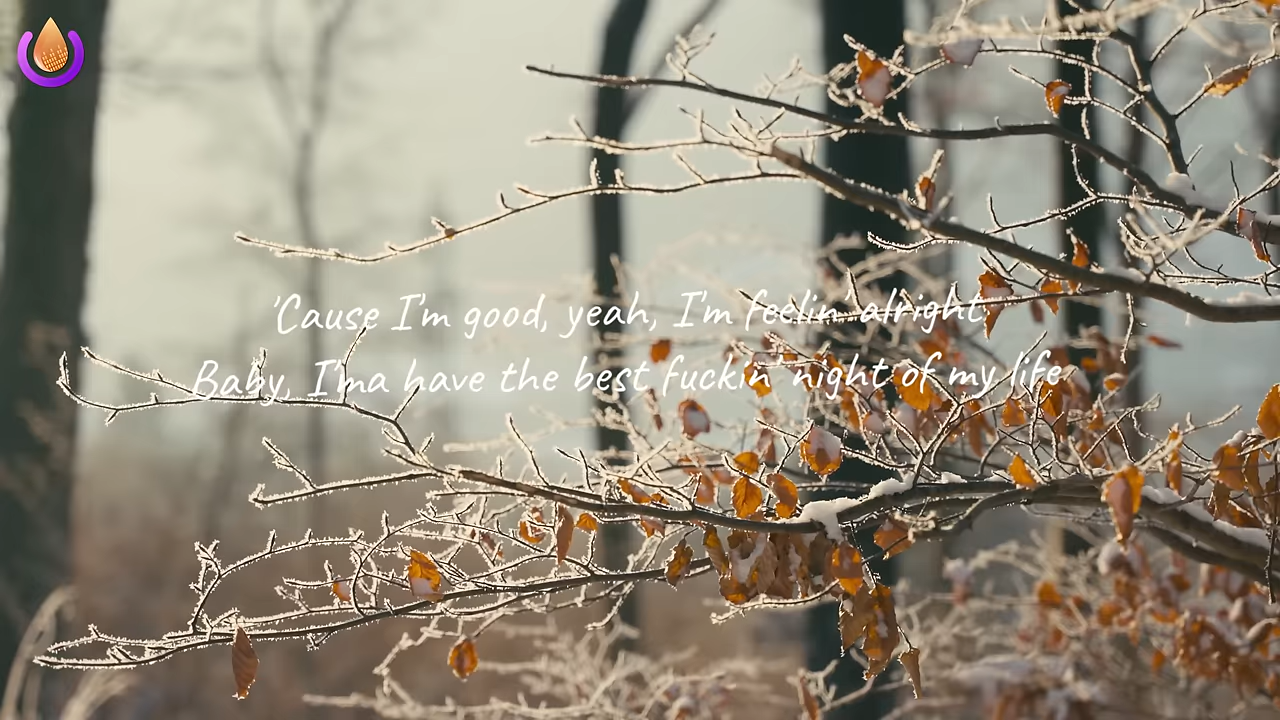 'Cause I'm good, yeah, I'm feelin' alright
Baby, I'ma have the best fuckin' night of my life